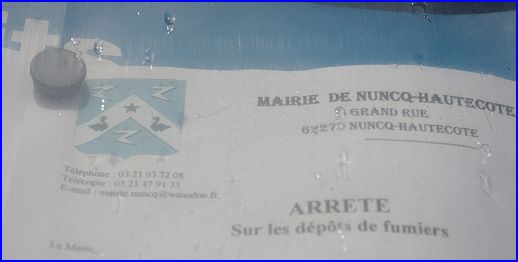 MAIRIE DE NUNCQ-HAUTECOTE
GRAND RUE
62270 NUNCQ-HAUTECOTE
Téléphone : 03 21 03 72 08
Télécopie : 03 21 47 91 33
E-mail : mairie.nuncq@wanadoo.fr
ARRETE
Sur les dépôts de fumiers
Le Maire,